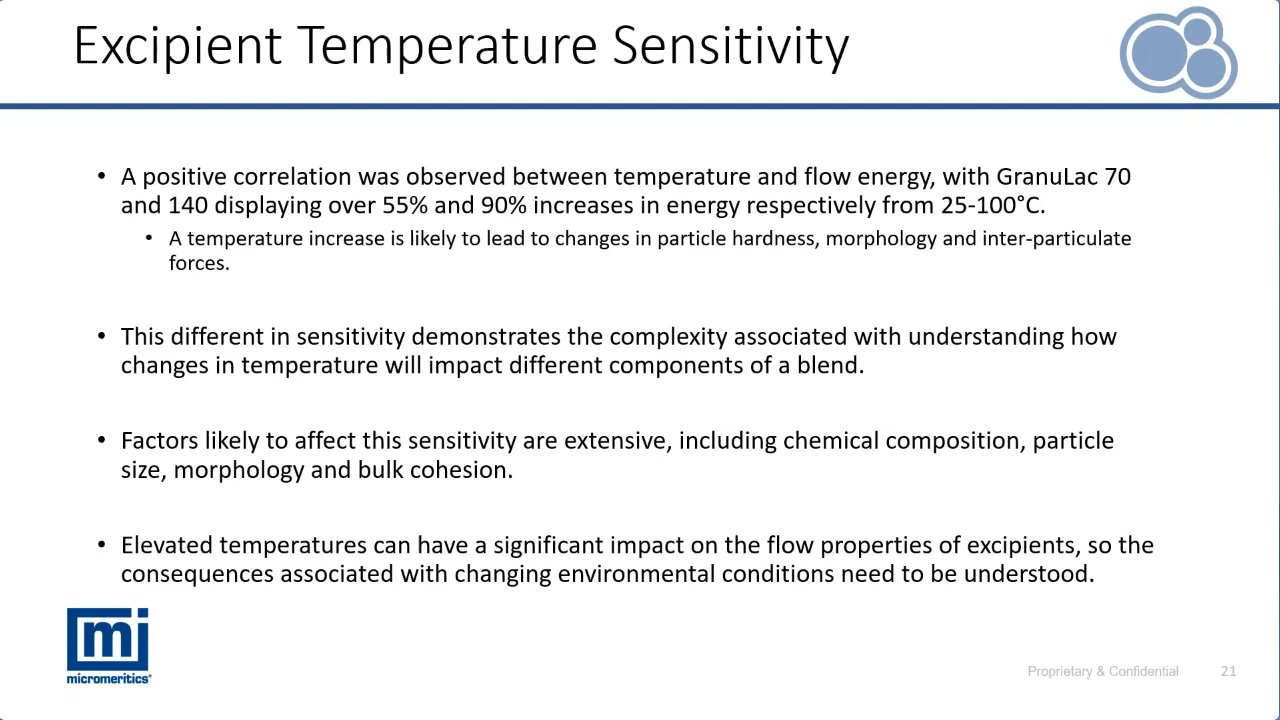 Excipient Temperature Sensitivity
• A positive correlation was observed between temperature and flow energy, with GranuLac 70
and 140 displaying over 55% and 90% increases in energy respectively from 25-100°C.
• A temperature increase is likely to lead to changes in particle hardness, morphology and inter-particulate
forces.
• This different in sensitivity demonstrates the complexity associated with understanding how
changes in temperature will impact different components of a blend.
• Factors likely to affect this sensitivity are extensive, including chemical composition, particle
size, morphology and bulk cohesion.
• Elevated temperatures can have a significant impact on the flow properties of excipients, so the
consequences associated with changing environmental conditions need to be understood.
mi
micromeritics®
Proprietary & Confidential 21